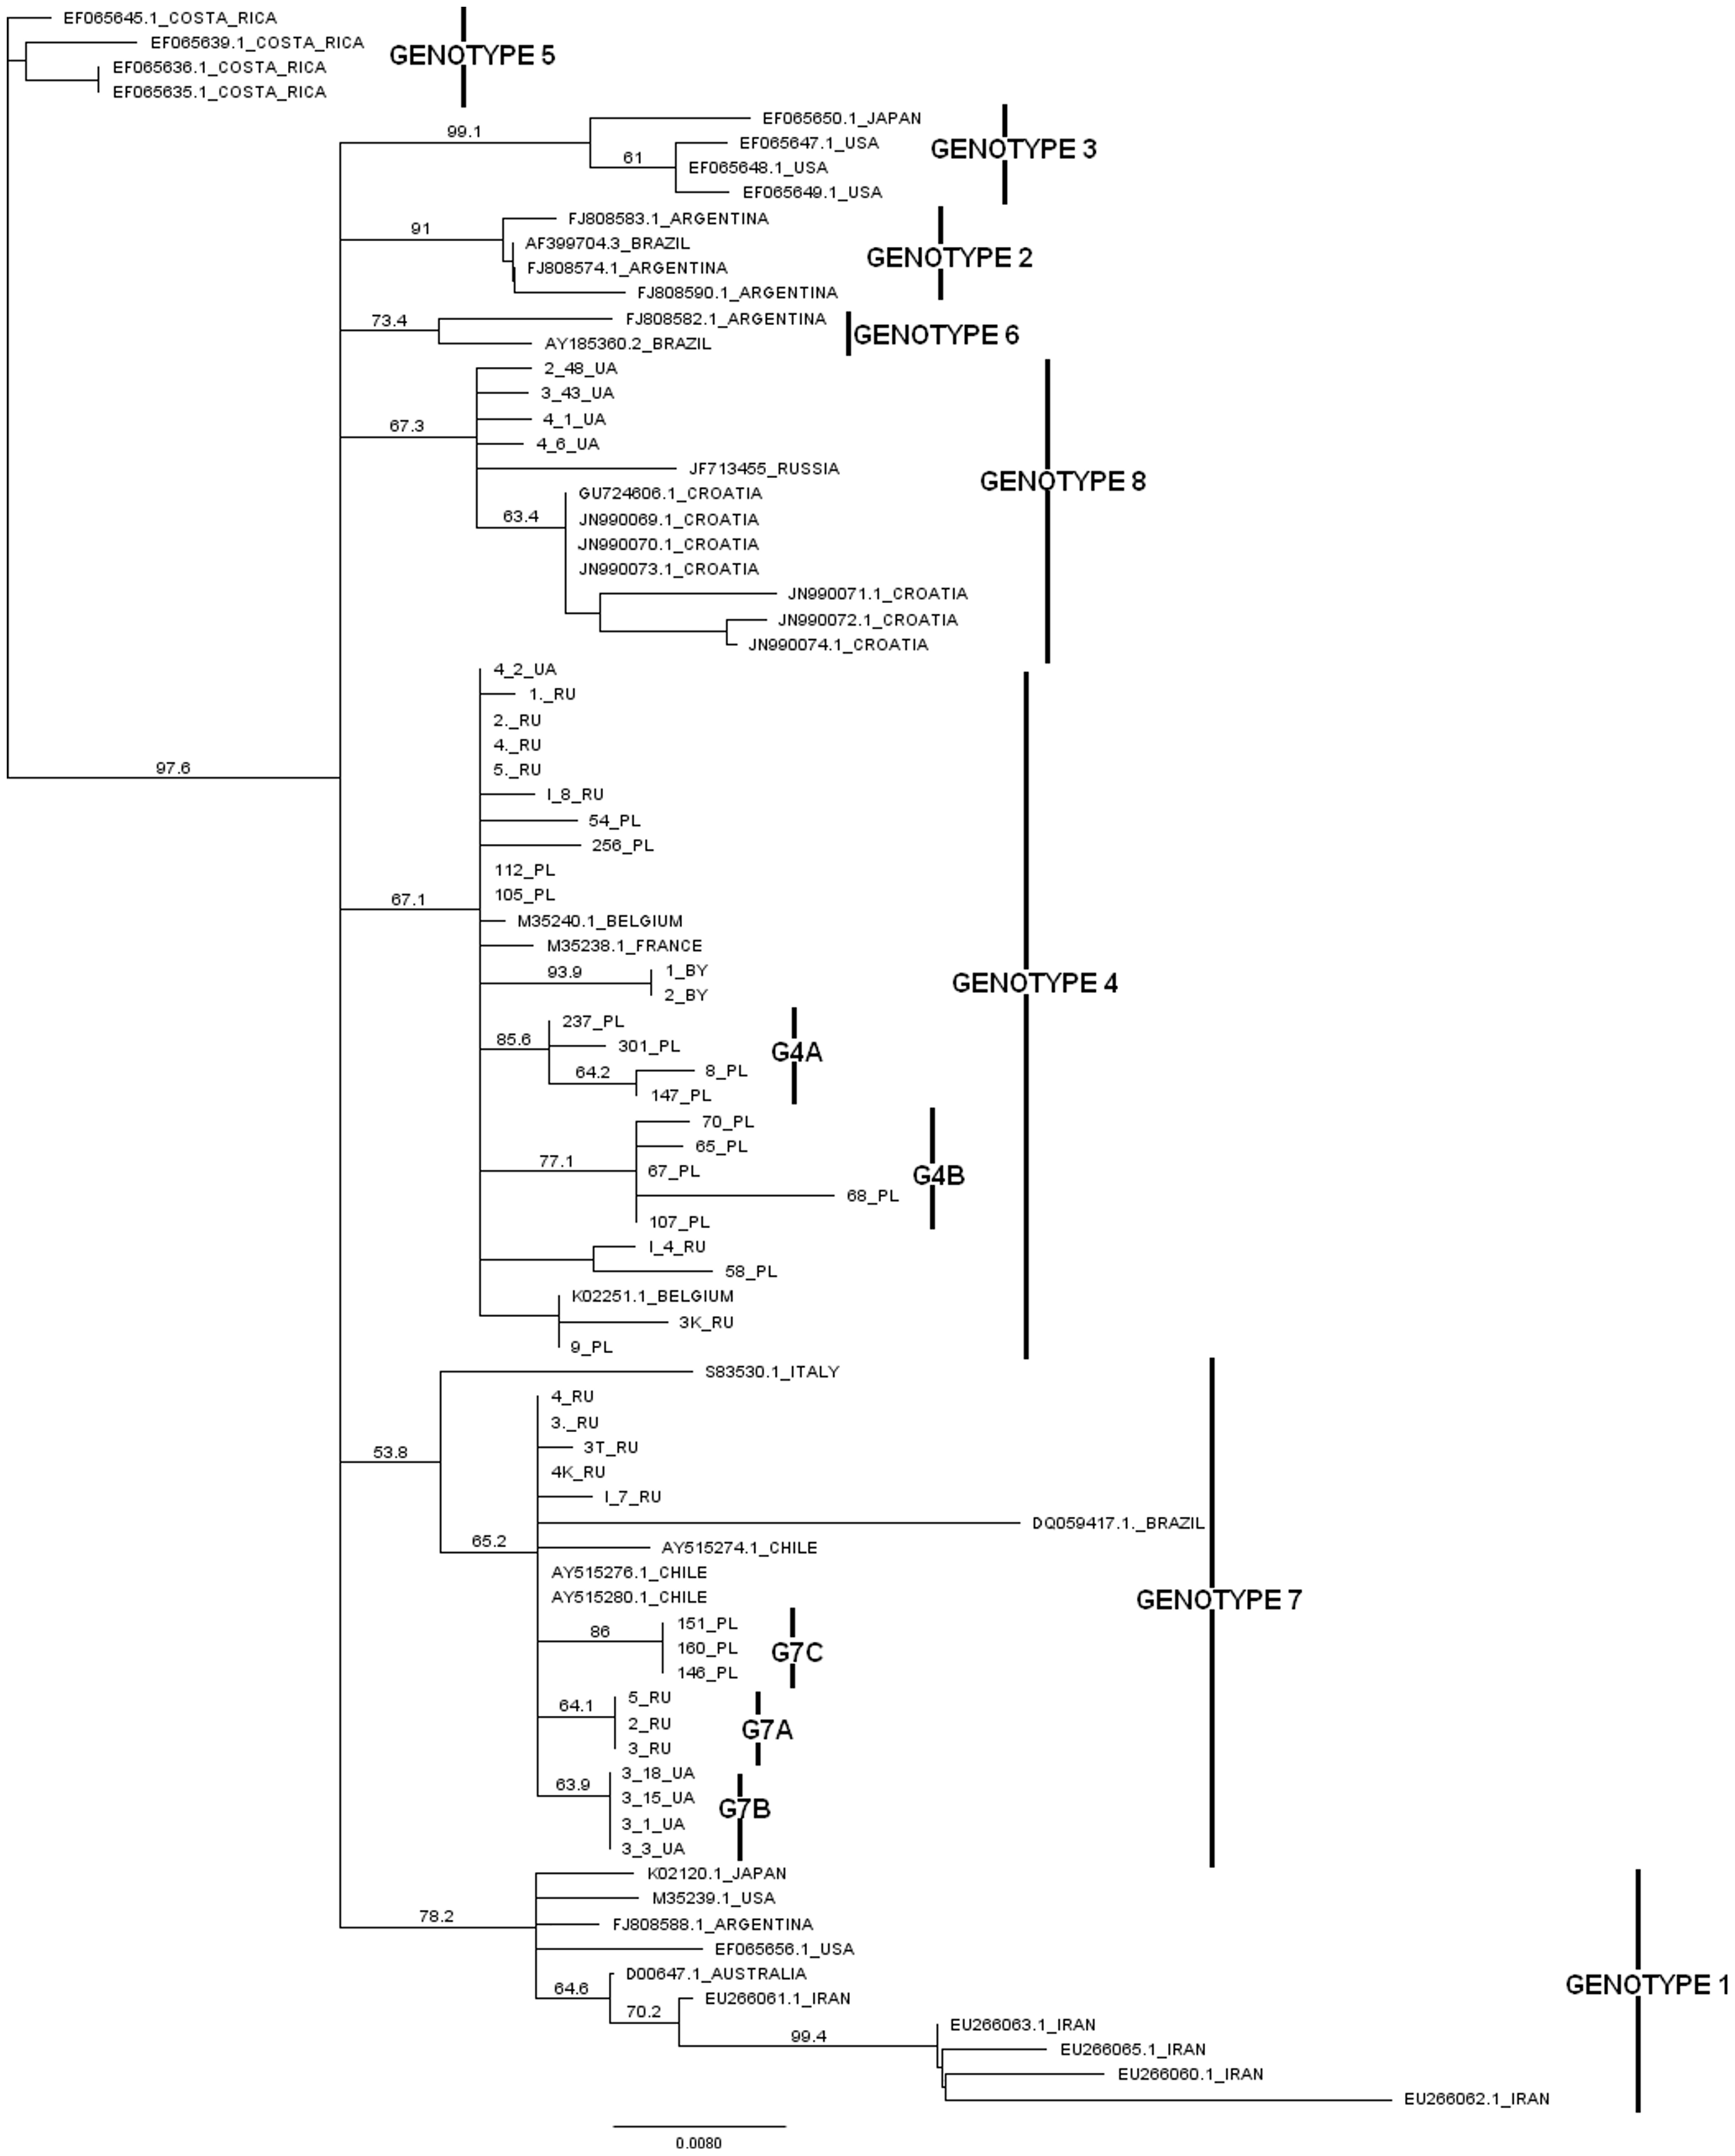 EF065645.1_COSTA_RICA
EF065639.1_COSTA_RICA
GENOTYPE 5
EF065636.1_COSTA_RICA
EF065635.1_COSTA_RICA
EF065650.1_JAPAN
99.1
EF065647.1_USA
GENOTYPE 3
61
EF065648.1_USA
EF065649.1_USA
FJ808583.1_ARGENTINA
91
AF399704.3_BRAZIL
GENOTYPE 2
FJ808574.1_ARGENTINA
FJ808590.1_ARGENTINA
FJ808582.1_ARGENTINA
73.4
GENOTYPE 6
AY185360.2_BRAZIL
2_48_UA
3_43_UA
4_1_UA
67.3
4_6_UA
JF713455_RUSSIA
GENOTYPE 8
GU724606.1_CROATIA
63.4
JN990069.1_CROATIA
JN990070.1_CROATIA
JN990073.1_CROATIA
JN990071.1_CROATIA
JN990072.1_CROATIA
JN990074.1_CROATIA
4_2_UA
1._RU
2._RU
4._RU
97.6
5._RU
I_8_RU
54_PL
256_PL
112_PL
105_PL
67.1
M35240.1_BELGIUM
M35238.1_FRANCE
93.9
1_BY
GENOTYPE 4
2_BY
237_PL
85.6
301_PL
G4A
64.2
8_PL
147_PL
70_PL
65_PL
77.1
67_PL
G4B
68_PL
107_PL
I_4_RU
58_PL
K02251.1_BELGIUM
3K_RU
9_PL
S83530.1_ITALY
4_RU
3._RU
53.8
3T_RU
4K_RU
I_7_RU
DQ059417.1._BRAZIL
65.2
AY515274.1_CHILE
AY515276.1_CHILE
AY515280.1_CHILE
GENOTYPE 7
151_PL
86
160_PL
G7C
146_PL
5_RU
64.1
2_RU
G7A
3_RU
3_18_UA
63.9
3_15_UA
G7B
3_1_UA
3_3_UA
K02120.1_JAPAN
M35239.1_USA
78.2
FJ808588.1_ARGENTINA
EF065656.1_USA
D00647.1_AUSTRALIA
64.6
GENOTYPE 1
EU266061.1_IRAN
70.2
EU266063.1_IRAN
99.4
EU266065.1_IRAN
EU266060.1_IRAN
EU266062.1_IRAN
0.0080